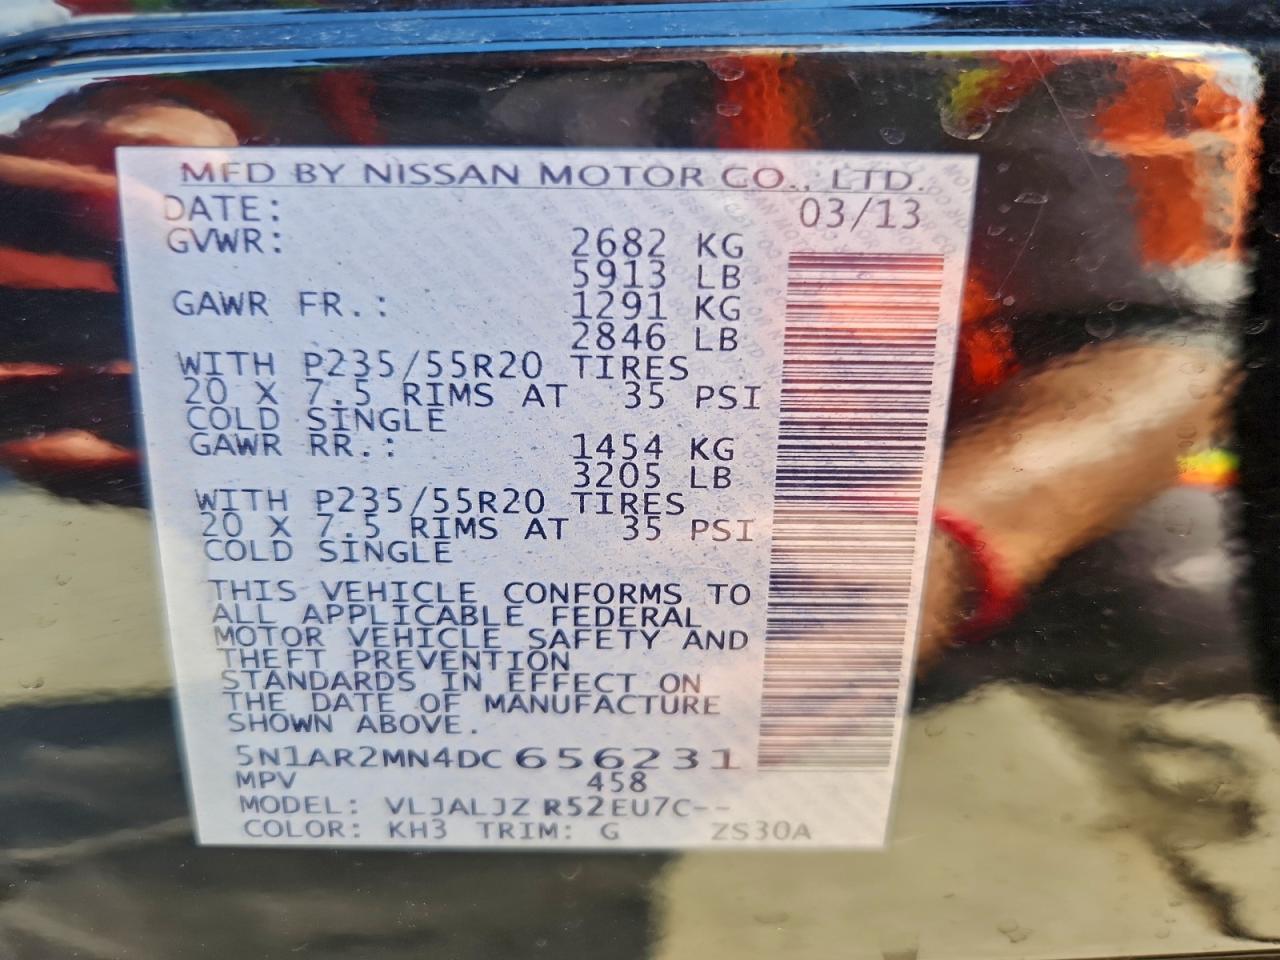 MFD BY NISSAN MOTOR CO., LTD.
DATE: 03/13
GVWR: 2682 KG
5913 LB
GAWR FR.: 1291 KG
2846 LB
WITH P235/55R20 TIRES
20 X 7.5 RIMS AT 35 PSI
COLD SINGLE
GAWR RR.: 1454 KG
3205 LB
WITH P235/55R20 TIRES
20 X 7.5 RIMS AT 35 PSI
COLD SINGLE
THIS VEHICLE CONFORMS TO
ALL APPLICABLE FEDERAL
MOTOR VEHICLE SAFETY AND
THEFT PREVENTION
STANDARDS IN EFFECT ON
THE DATE OF MANUFACTURE
SHOWN ABOVE.
5N1AR2MN4DC656231
MPV 458
MODEL: VLJALJZ R52EU7C--
COLOR: KH3 TRIM: G ZS30A